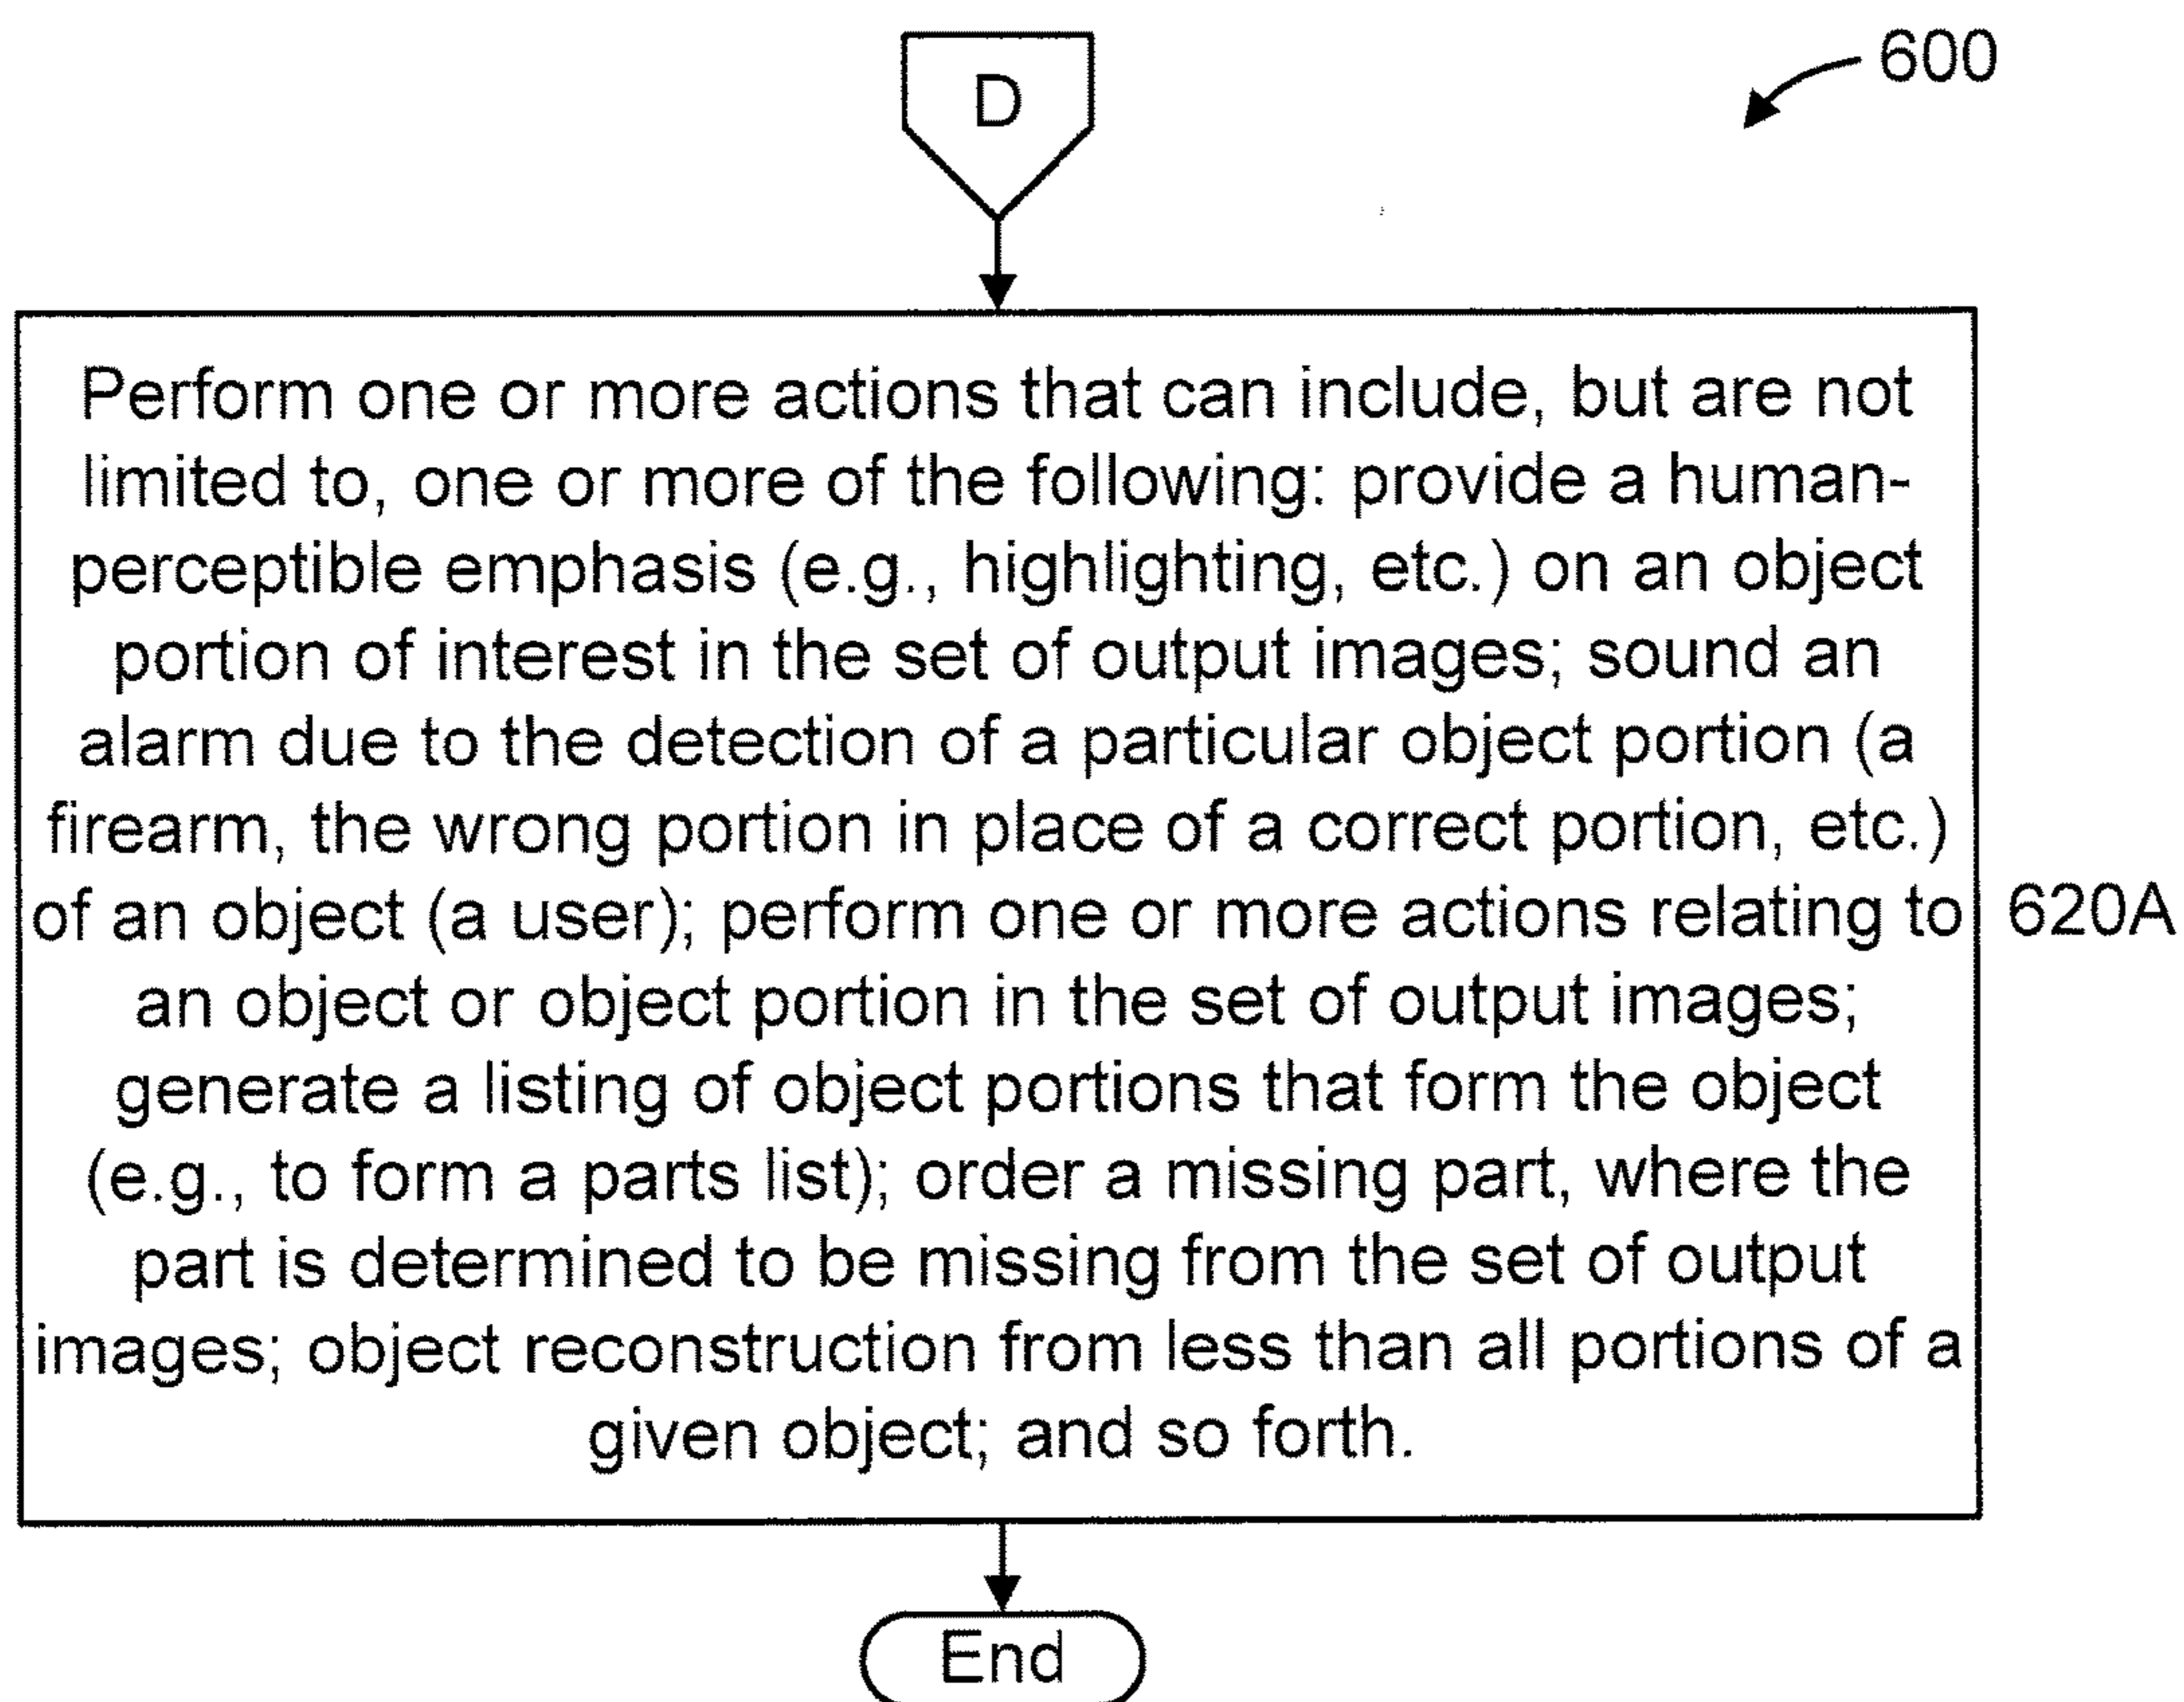 D
600
Perform one or more actions that can include, but are not
limited to, one or more of the following: provide a human-
perceptible emphasis (e.g., highlighting, etc.) on an object
portion of interest in the set of output images; sound an
alarm due to the detection of a particular object portion (a
firearm, the wrong portion in place of a correct portion, etc.)
of an object (a user); perform one or more actions relating to
620A
an object or object portion in the set of output images;
generate a listing of object portions that form the object
(e.g., to form a parts list); order a missing part, where the
part is determined to be missing from the set of output
images; object reconstruction from less than all portions of a
given object; and so forth.
End